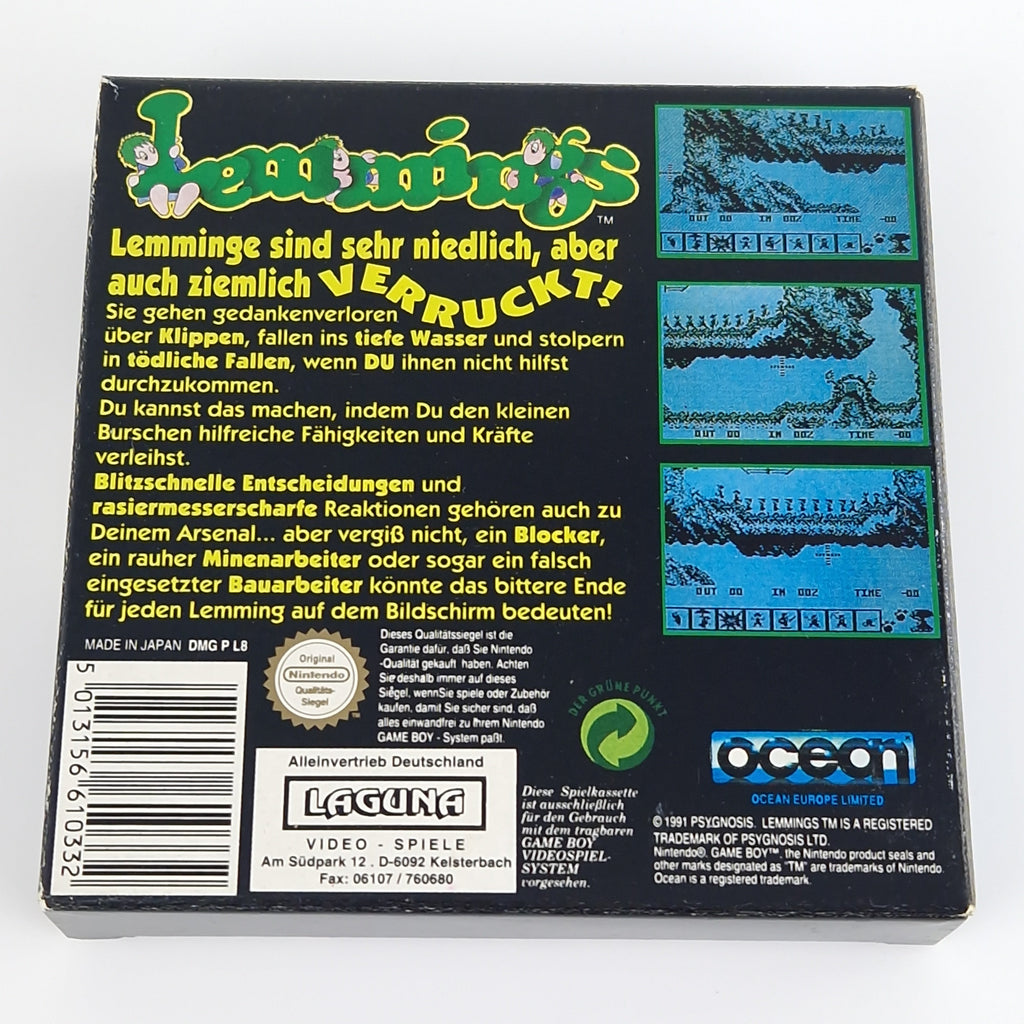 Lemmings™
Lemminge sind sehr niedlich, aber
auch ziemlich VERRUCKT!
Sie gehen gedankenverloren
über Klippen, fallen ins tiefe Wasser und stolpern
in tödliche Fallen, wenn DU ihnen nicht hilfst
durchzukommen.
Du kannst das machen, indem Du den kleinen
Burschen hilfreiche Fähigkeiten und Kräfte
verleihst.
Blitzschnelle Entscheidungen und
rasiermesserscharfe Reaktionen gehören auch zu
Deinem Arsenal... aber vergiß nicht, ein Blocker,
ein rauher Minenarbeiter oder sogar ein falsch
eingesetzter Bauarbeiter könnte das bittere Ende
für jeden Lemming auf dem Bildschirm bedeuten!
OUT 00 IN 00% TIME -00
OUT 00 IN 00% TIME -00
OUT 00 IN 00% TIME -00
MADE IN JAPAN DMG P L8
5 013156 610332
Original
Nintendo
Qualitäts-
Siegel
Dieses Qualitätssiegel ist die
Garantie dafür, daß Sie Nintendo
-Qualität gekauft haben. Achten
Sie deshalb immer auf dieses
Siegel, wennSie spiele oder Zubehör
kaufen, damit Sie sicher sind, daß
alles einwandfrei zu Ihrem Nintendo
GAME BOY - System paßt.
DER GRÜNE PUNKT
Alleinvertrieb Deutschland
LAGUNA
VIDEO - SPIELE
Am Südpark 12 . D-6092 Kelsterbach
Fax: 06107 / 760680
Diese Spielkassette
ist ausschließlich
für den Gebrauch
mit dem tragbaren
GAME BOY
VIDEOSPIEL-
SYSTEM
vorgesehen.
ocean
OCEAN EUROPE LIMITED
© 1991 PSYGNOSIS. LEMMINGS TM IS A REGISTERED
TRADEMARK OF PSYGNOSIS LTD.
Nintendo®, GAME BOY™, the Nintendo product seals and
other marks designated as "TM" are trademarks of Nintendo.
Ocean is a registered trademark.